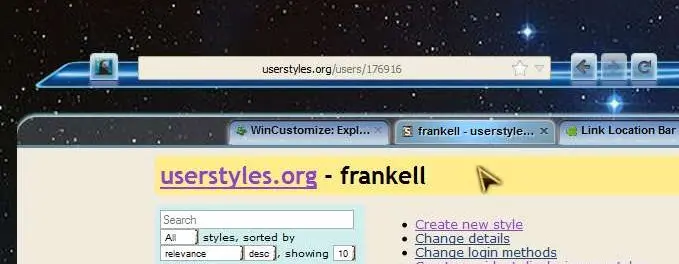 userstyles.org/users/176916
WinCustomize: Expl... frankell - userstyle... Link Location Bar
userstyles.org - frankell
Search
All styles, sorted by
relevance desc, showing 10
Create new style
Change details
Change login methods